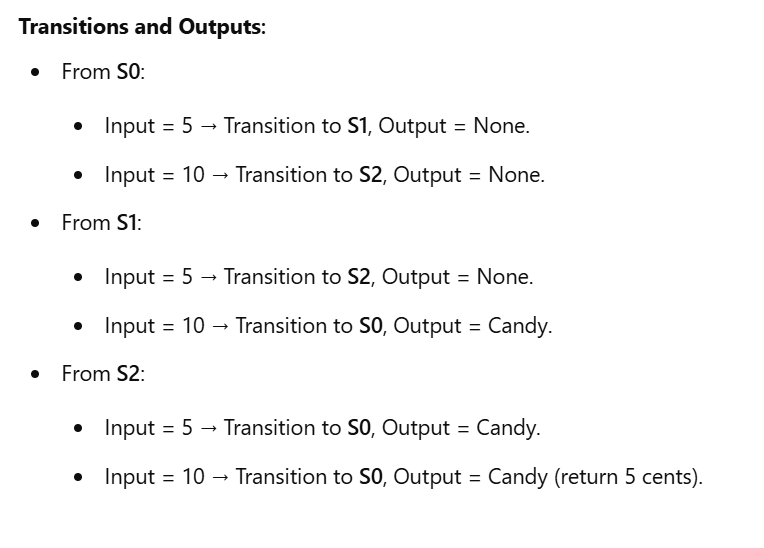 Transitions and Outputs:
• From S0:
• Input = 5 → Transition to S1, Output = None.
• Input = 10 → Transition to S2, Output = None.
• From S1:
• Input = 5 → Transition to S2, Output = None.
• Input = 10 → Transition to S0, Output = Candy.
• From S2:
• Input = 5 → Transition to S0, Output = Candy.
• Input = 10 → Transition to S0, Output = Candy (return 5 cents).